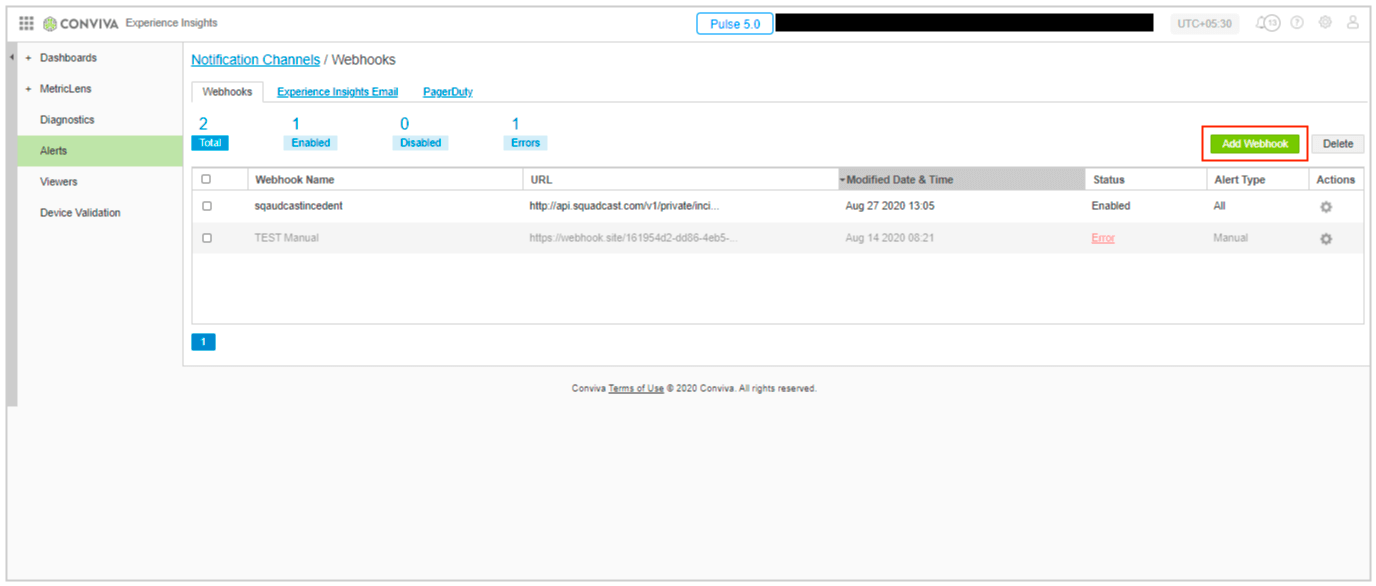 CONVIVA Experience Insights Pulse 5.0 UTC+05:30 13 ?
+ Dashboards
+ MetricLens
Diagnostics
Alerts
Viewers
Device Validation
Notification Channels / Webhooks
Webhooks Experience Insights Email PagerDuty
2 1 0 1
Total Enabled Disabled Errors
Add Webhook Delete
Webhook Name URL Modified Date & Time Status Alert Type Actions
sqaudcastincedent http://api.squadcast.com/v1/private/inci... Aug 27 2020 13:05 Enabled All
TEST Manual https://webhook.site/161954d2-dd86-4eb5-... Aug 14 2020 08:21 Error Manual
1
Conviva Terms of Use © 2020 Conviva. All rights reserved.